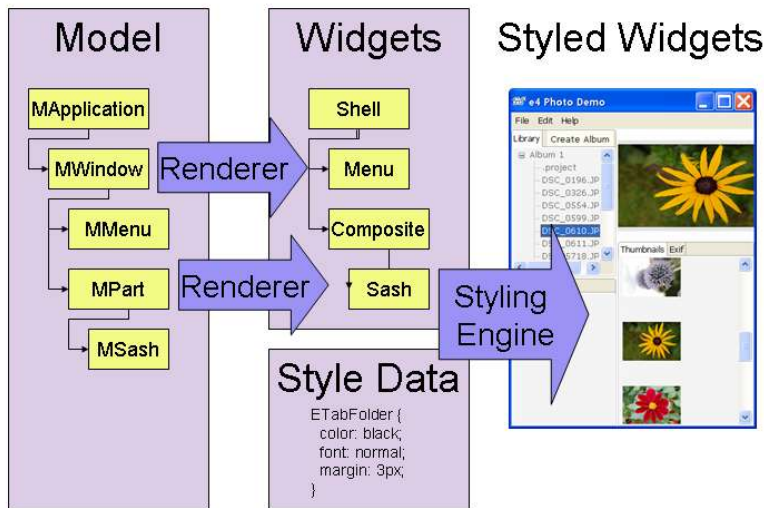 Model
MApplication
MWindow
MMenu
MPart
MSash
Renderer
Renderer
Widgets
Shell
Menu
Composite
Sash
Style Data
ETabFolder {
color: black;
font: normal;
margin: 3px;
}
Styling
Engine
Styled Widgets
e4 Photo Demo
File Edit Help
Library Create Album
Album 1
.project
DSC_0196.JP
DSC_0326.JP
DSC_0554.JP
DSC_0599.JP
DSC_0610.JP
DSC_0611.JP
5718.JP
Thumbnails Exif